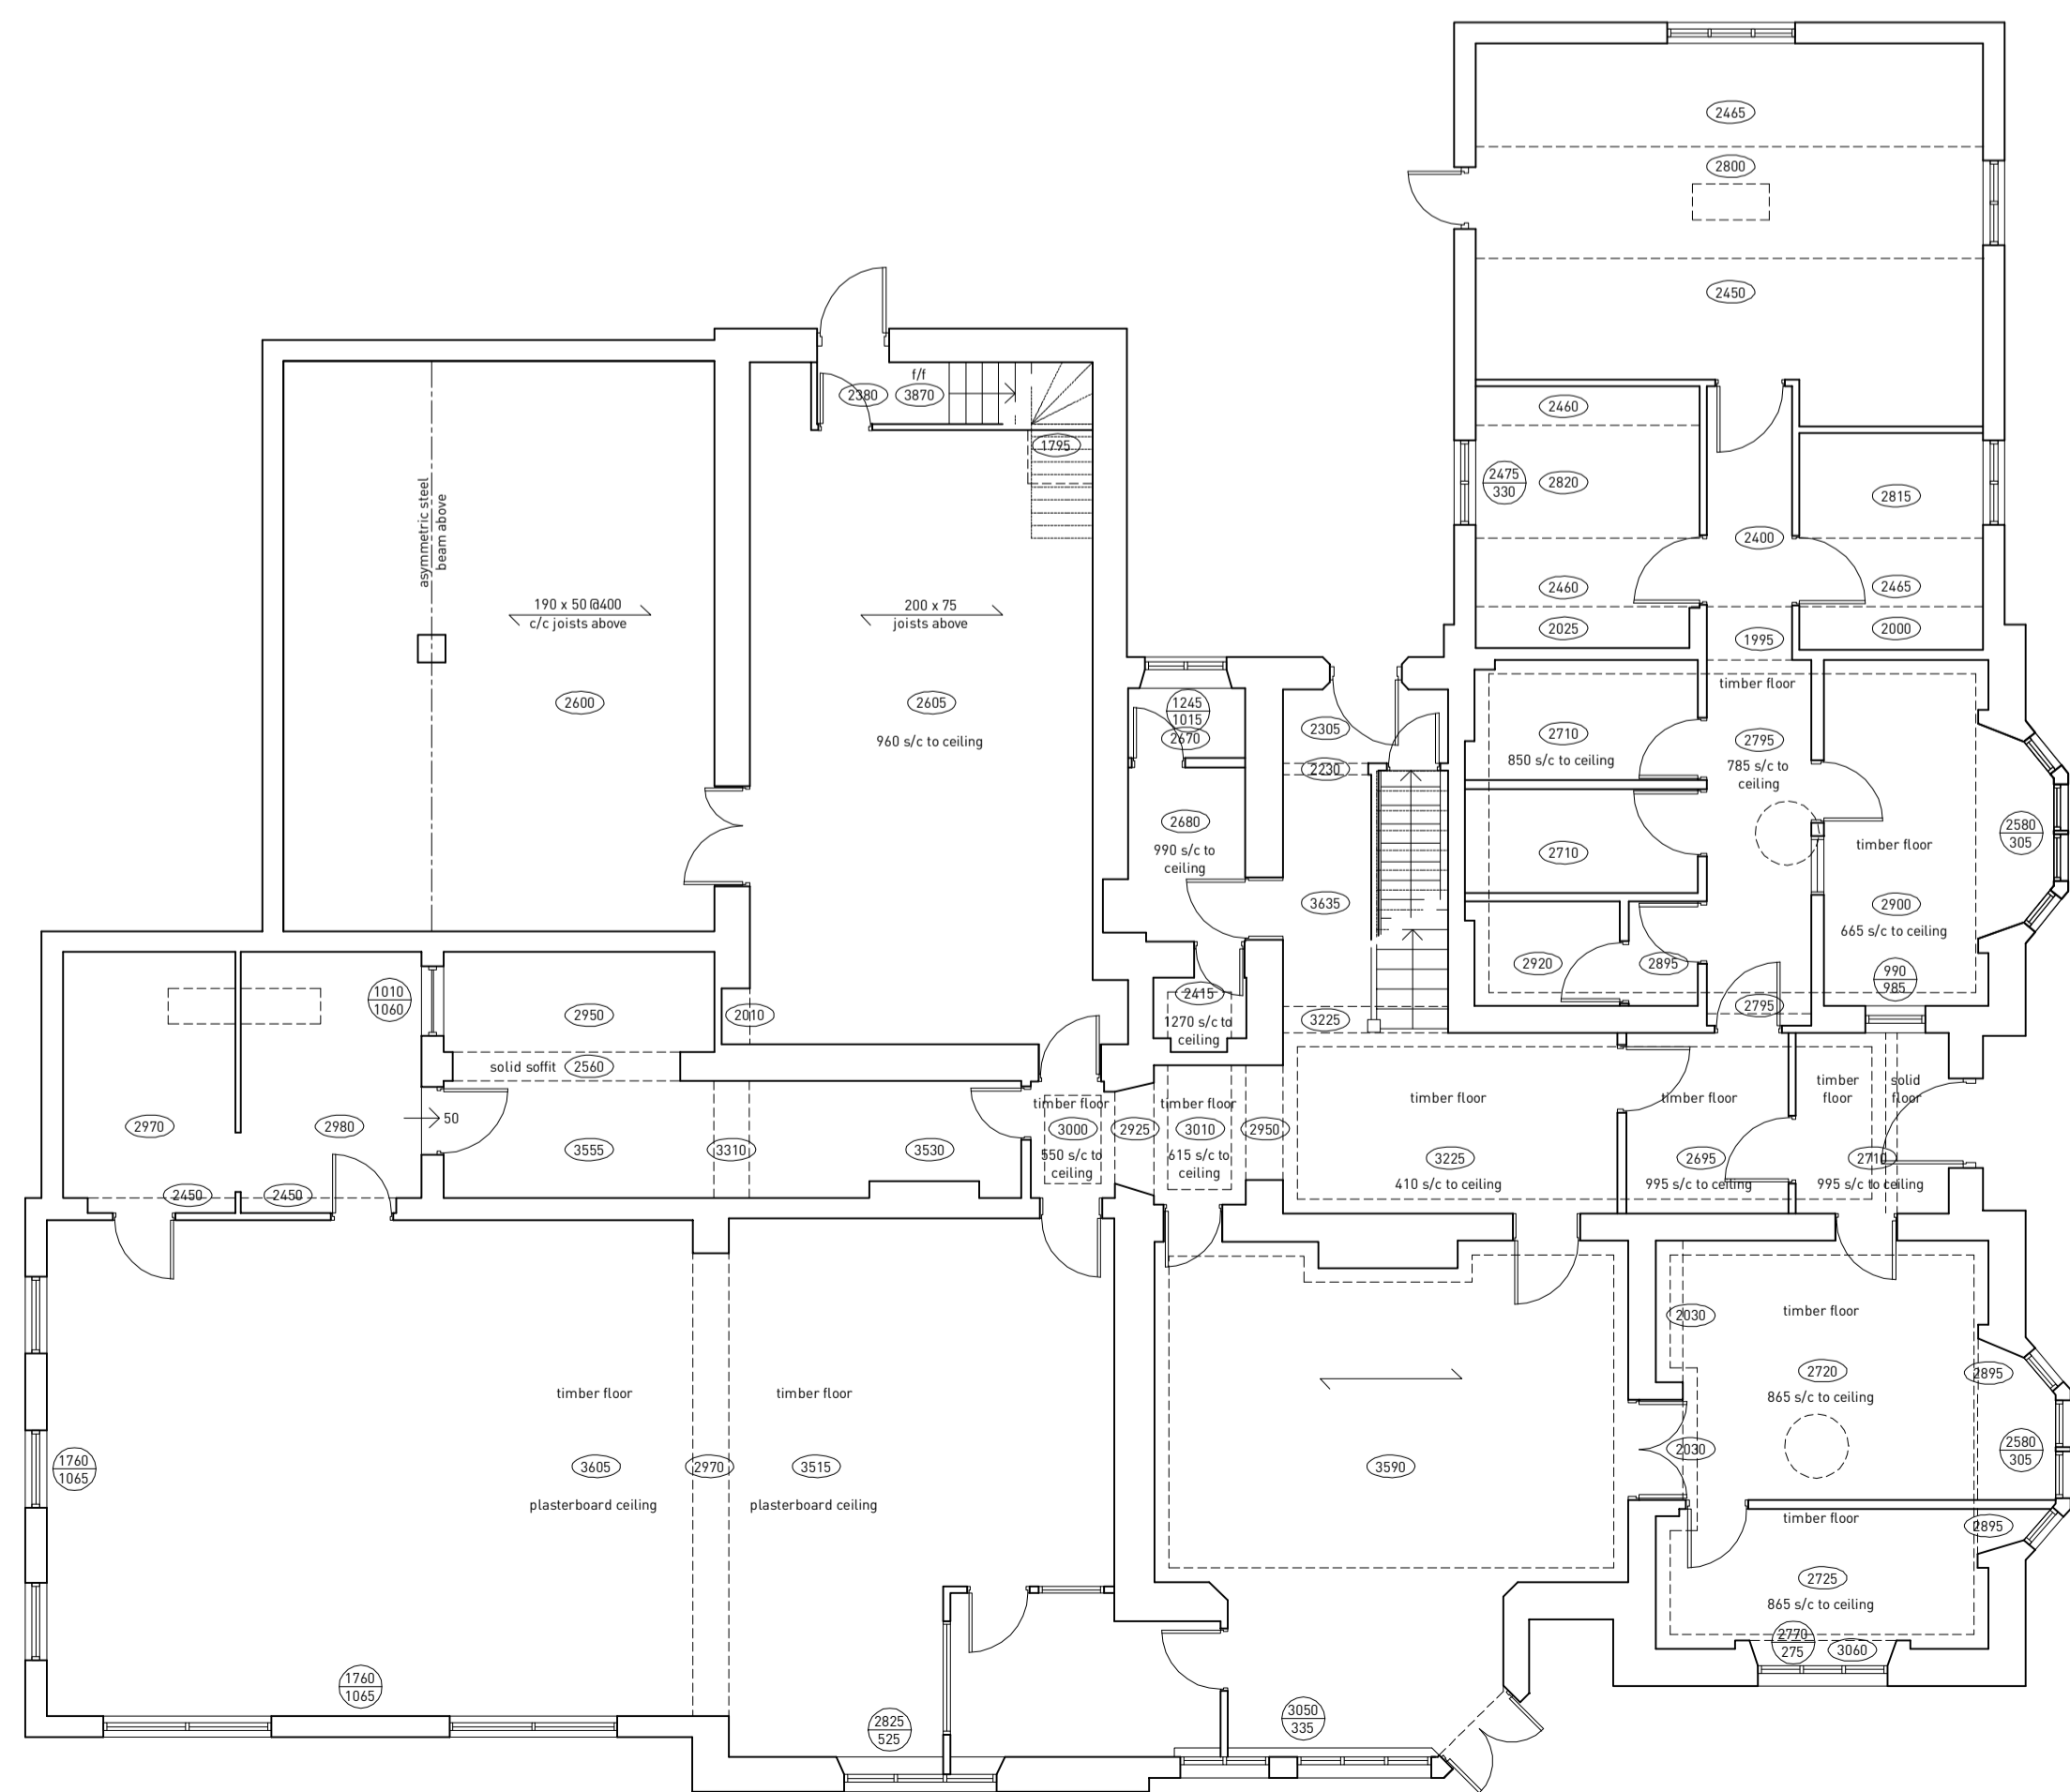 2465
2800
2450
f/f
2380
3870
1795
2460
2475
330
2820
2815
2400
2460
2465
2025
2000
1995
asymmetric steel
beam above
190 x 50 @400
c/c joists above
200 x 75
joists above
2600
2605
960 s/c to ceiling
1245
1015
2670
2305
2230
2680
990 s/c to
ceiling
3635
2415
1270 s/c to
ceiling
3225
timber floor
2710
850 s/c to ceiling
2795
785 s/c to
ceiling
2710
2580
305
timber floor
2900
665 s/c to ceiling
2920
2895
990
985
2795
1010
1060
2950
2010
solid soffit
2560
2970
2980
50
3555
3310
3530
2450
2450
timber floor
3000
550 s/c to
ceiling
2925
timber floor
3010
615 s/c to
ceiling
2950
timber floor
3225
410 s/c to ceiling
timber floor
2695
995 s/c to ceiling
timber
floor
solid
floor
2710
995 s/c to ceiling
timber floor
timber floor
1760
1065
3605
2970
3515
plasterboard ceiling
plasterboard ceiling
3590
2030
timber floor
2720
865 s/c to ceiling
2895
2030
2580
305
timber floor
2895
2725
865 s/c to ceiling
2770
275
3060
1760
1065
2825
525
3050
335